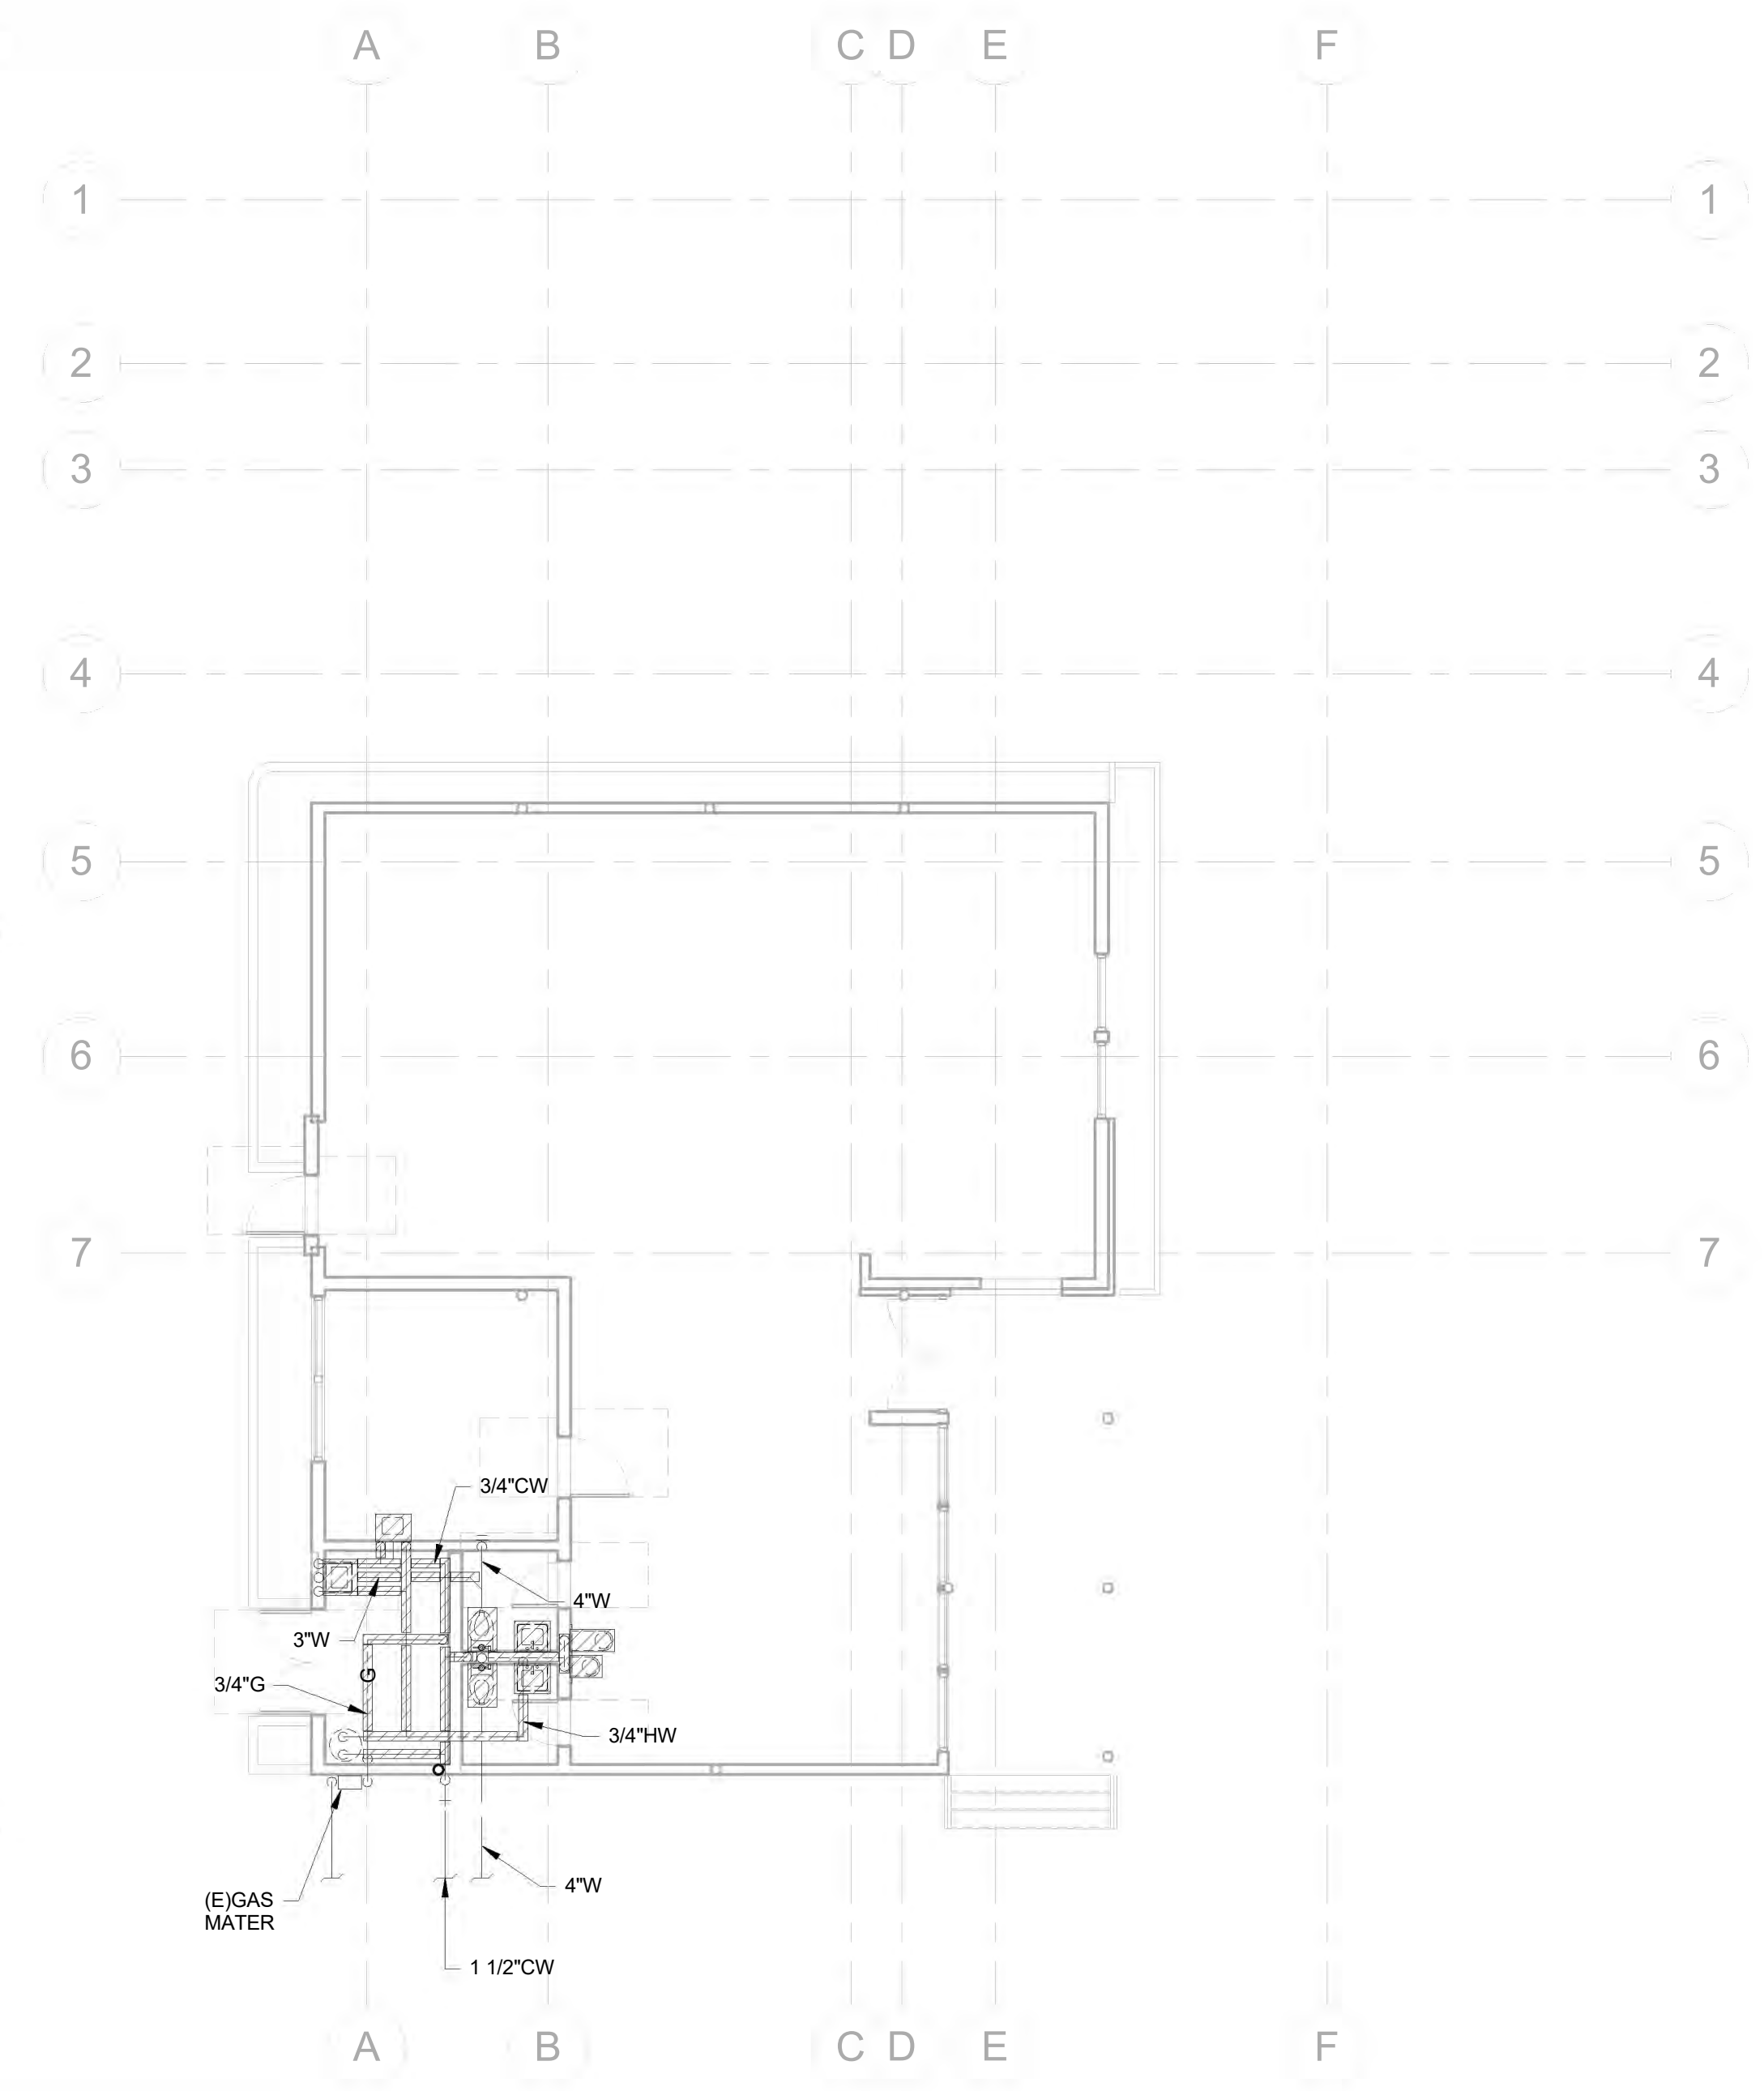 A B C D E F
1 1
2 2
3 3
4 4
5 5
6 6
7 7
3/4"CW
4"W
3"W
G
3/4"G
3/4"HW
4"W
(E)GAS
MATER
1 1/2"CW
A B C D E F